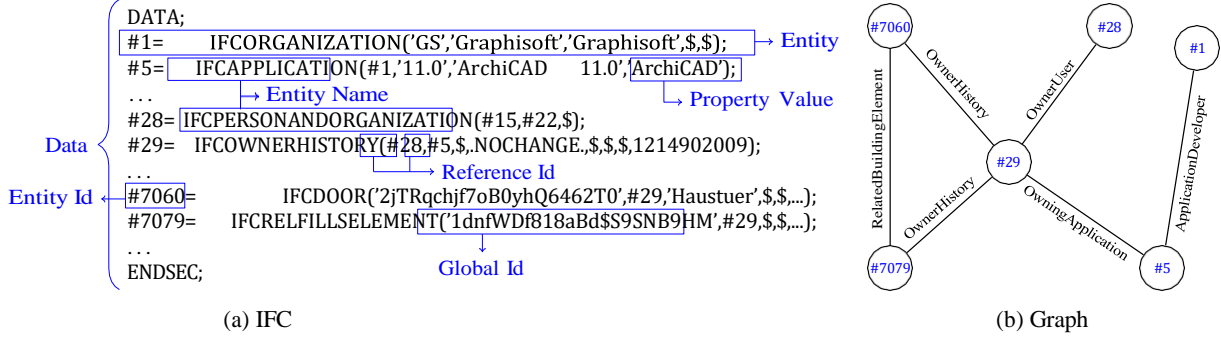 DATA;
#1= IFCORGANIZATION('GS','Graphisoft','Graphisoft',$,$);
Entity
#5= IFCAPPLICATION(#1,'11.0','ArchiCAD 11.0','ArchiCAD');
...
Entity Name
Property Value
#28= IFCPERSONANDORGANIZATION(#15,#22,$);
Data
#29= IFCOWNERHISTORY(#28,#5,$,.NOCHANGE.,$,$,$,1214902009);
...
Reference Id
Entity Id
#7060= IFCDOOR('2jTRqchjf7oB0yhQ6462T0',#29,'Haustuer',$,$,...);
#7079= IFCRELFILLSELEMENT('1dnfWDf818aBd$S9SNB9HM',#29,$,$,...);
...
Global Id
ENDSEC;
(a) IFC
#7060
#28
#1
OwnerHistory
OwnerUser
RelatedBuildingElement
ApplicationDeveloper
#29
OwnerHistory
OwningApplication
#7079
#5
(b) Graph